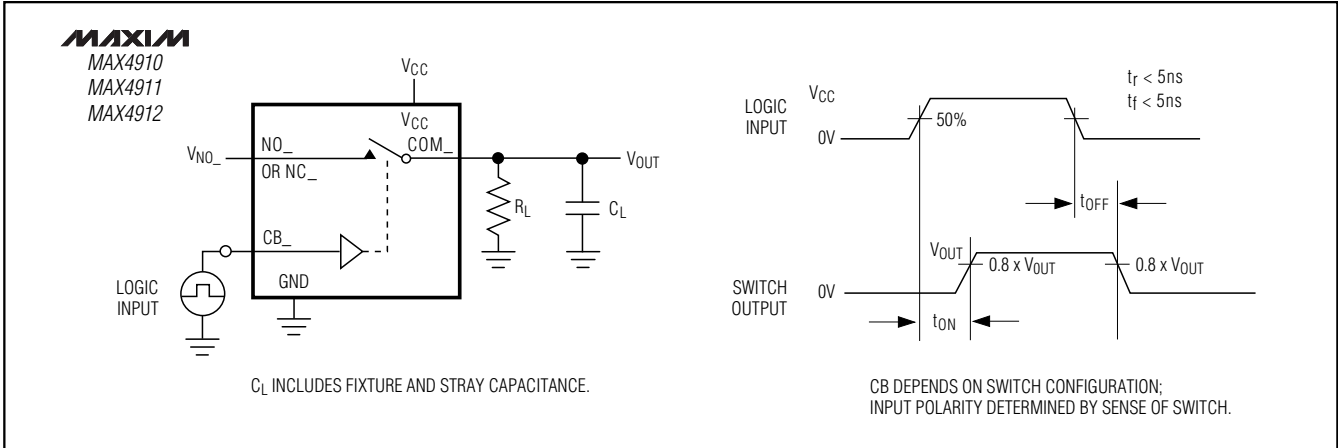 MAXIM
MAX4910
MAX4911
MAX4912
VCC
VCC
VNO_
NO_
OR NC_
COM_
VOUT
RL
CL
CB_
GND
LOGIC
INPUT
CL INCLUDES FIXTURE AND STRAY CAPACITANCE.
tr < 5ns
tf < 5ns
LOGIC
INPUT
VCC
0V
50%
tOFF
VOUT
0.8 x VOUT
0.8 x VOUT
SWITCH
OUTPUT
0V
tON
CB DEPENDS ON SWITCH CONFIGURATION;
INPUT POLARITY DETERMINED BY SENSE OF SWITCH.